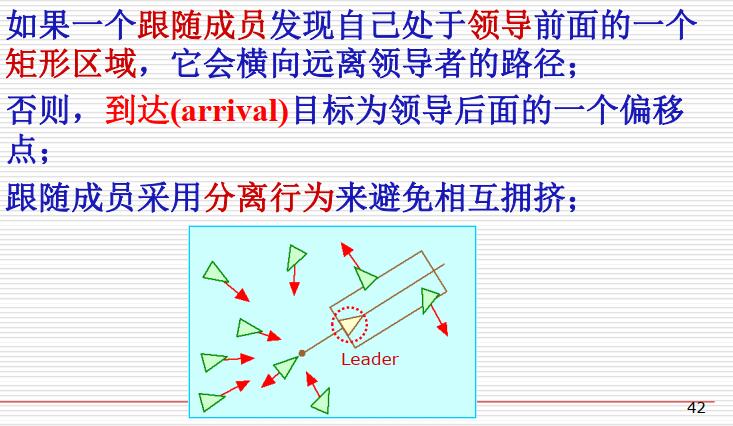 如果一个跟随成员发现自己处于领导前面的一个
矩形区域，它会横向远离领导者的路径；
否则，到达(arrival)目标为领导后面的一个偏移
点；
跟随成员采用分离行为来避免相互拥挤；
Leader
42